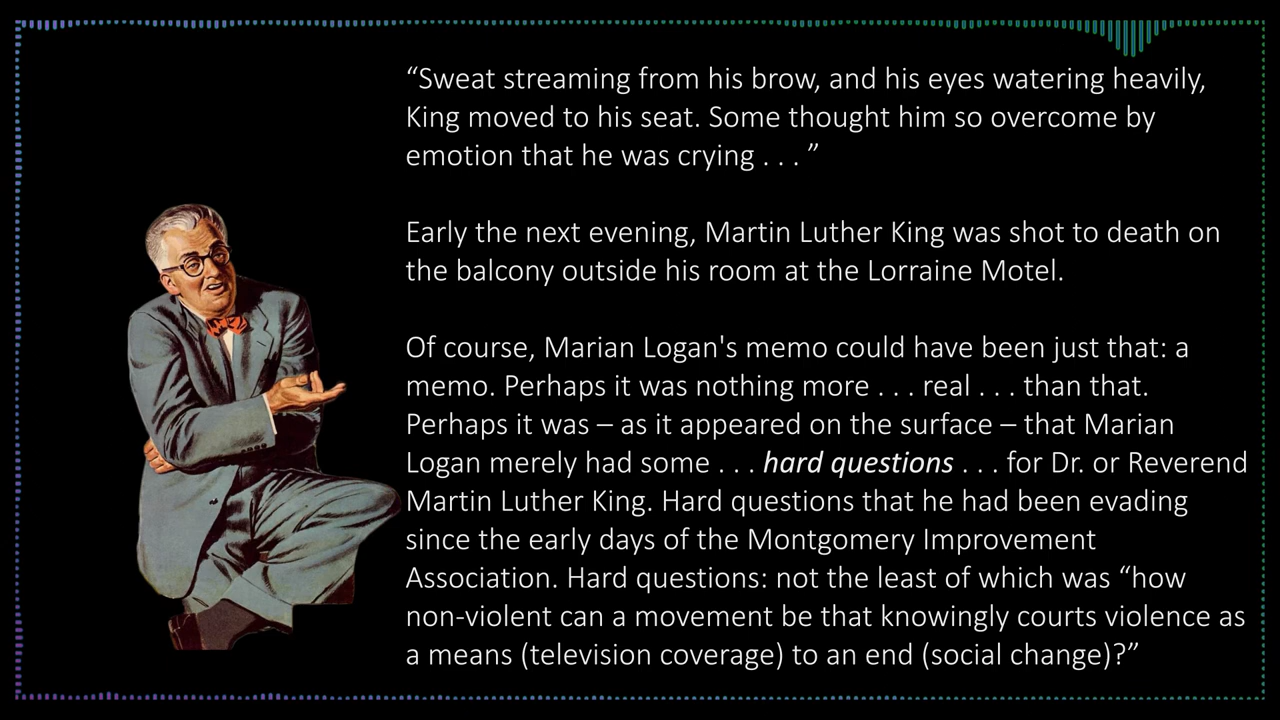 “Sweat streaming from his brow, and his eyes watering heavily,
King moved to his seat. Some thought him so overcome by
emotion that he was crying . . . ”
Early the next evening, Martin Luther King was shot to death on
the balcony outside his room at the Lorraine Motel.
Of course, Marian Logan's memo could have been just that: a
memo. Perhaps it was nothing more . . . real . . . than that.
Perhaps it was – as it appeared on the surface – that Marian
Logan merely had some . . . hard questions . . . for Dr. or Reverend
Martin Luther King. Hard questions that he had been evading
since the early days of the Montgomery Improvement
Association. Hard questions: not the least of which was “how
non-violent can a movement be that knowingly courts violence as
a means (television coverage) to an end (social change)?”